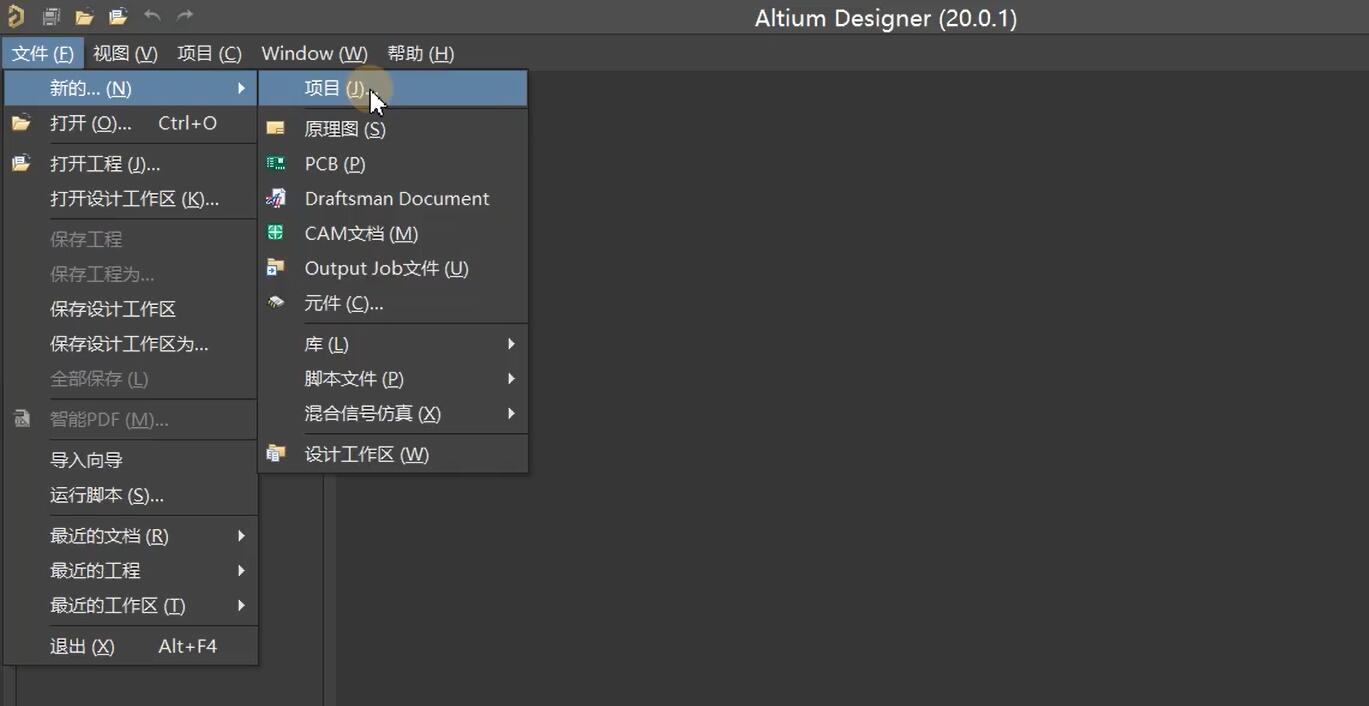 Altium Designer (20.0.1)
文件 (F) 视图 (V) 项目 (C) Window (W) 帮助 (H)
新的... (N)
打开 (O)... Ctrl+O
打开工程 (J)...
打开设计工作区 (K)...
保存工程
保存工程为...
保存设计工作区
保存设计工作区为...
全部保存 (L)
智能PDF (M)...
导入向导
运行脚本 (S)...
最近的文档 (R)
最近的工程
最近的工作区 (T)
退出 (X) Alt+F4
项目 (J)...
原理图 (S)
PCB (P)
Draftsman Document
CAM文档 (M)
Output Job文件 (U)
元件 (C)...
库 (L)
脚本文件 (P)
混合信号仿真 (X)
设计工作区 (W)